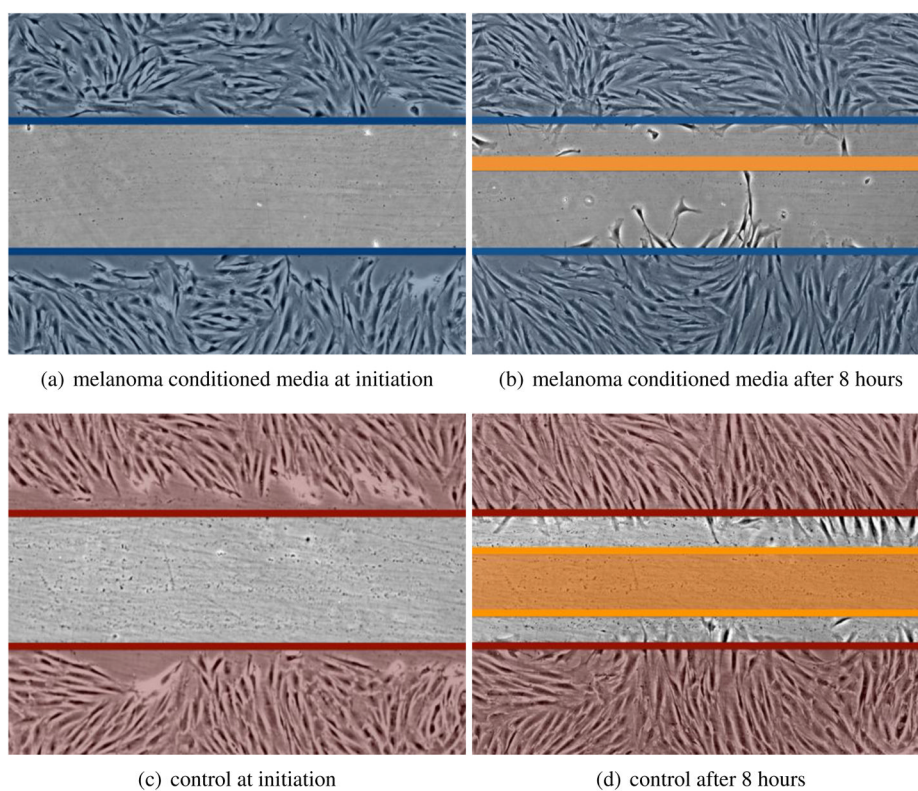 (a) melanoma conditioned media at initiation
(b) melanoma conditioned media after 8 hours
(c) control at initiation
(d) control after 8 hours